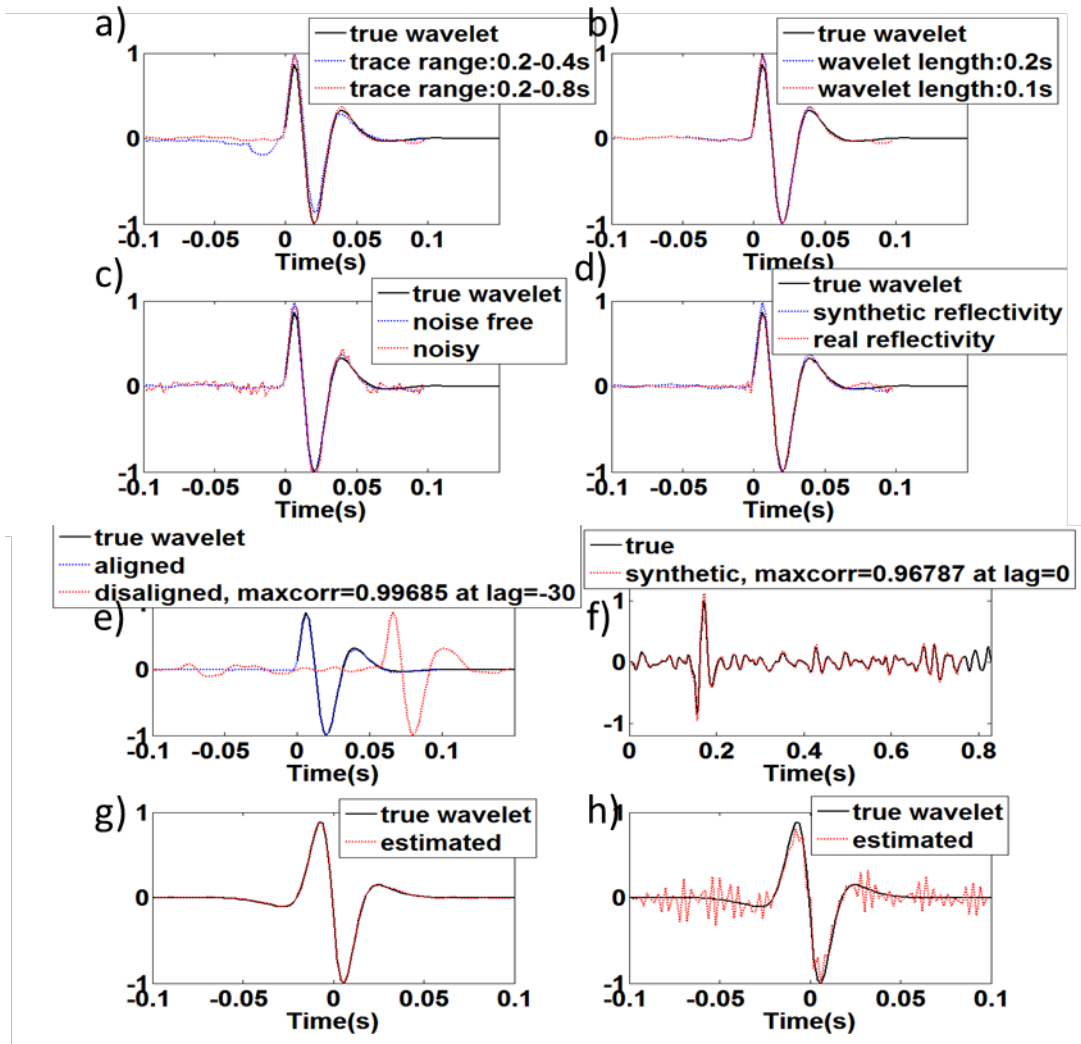 a)
true wavelet
trace range:0.2-0.4s
trace range:0.2-0.8s
1
0
-1
-0.1 -0.05 0 0.05 0.1
Time(s)
b)
true wavelet
wavelet length:0.2s
wavelet length:0.1s
1
0
-1
-0.1 -0.05 0 0.05 0.1
Time(s)
c)
true wavelet
noise free
noisy
1
0
-1
-0.1 -0.05 0 0.05 0.1
Time(s)
d)
true wavelet
synthetic reflectivity
real reflectivity
1
0
-1
-0.1 -0.05 0 0.05 0.1
Time(s)
true wavelet
aligned
disaligned, maxcorr=0.99685 at lag=-30
e)
0
-1
-0.1 -0.05 0 0.05 0.1
Time(s)
true
synthetic, maxcorr=0.96787 at lag=0
f)
1
0
-1
0 0.2 0.4 0.6 0.8
Time(s)
g)
true wavelet
estimated
1
0
-1
-0.1 -0.05 0 0.05 0.1
Time(s)
h)
true wavelet
estimated
1
0
-1
-0.1 -0.05 0 0.05 0.1
Time(s)